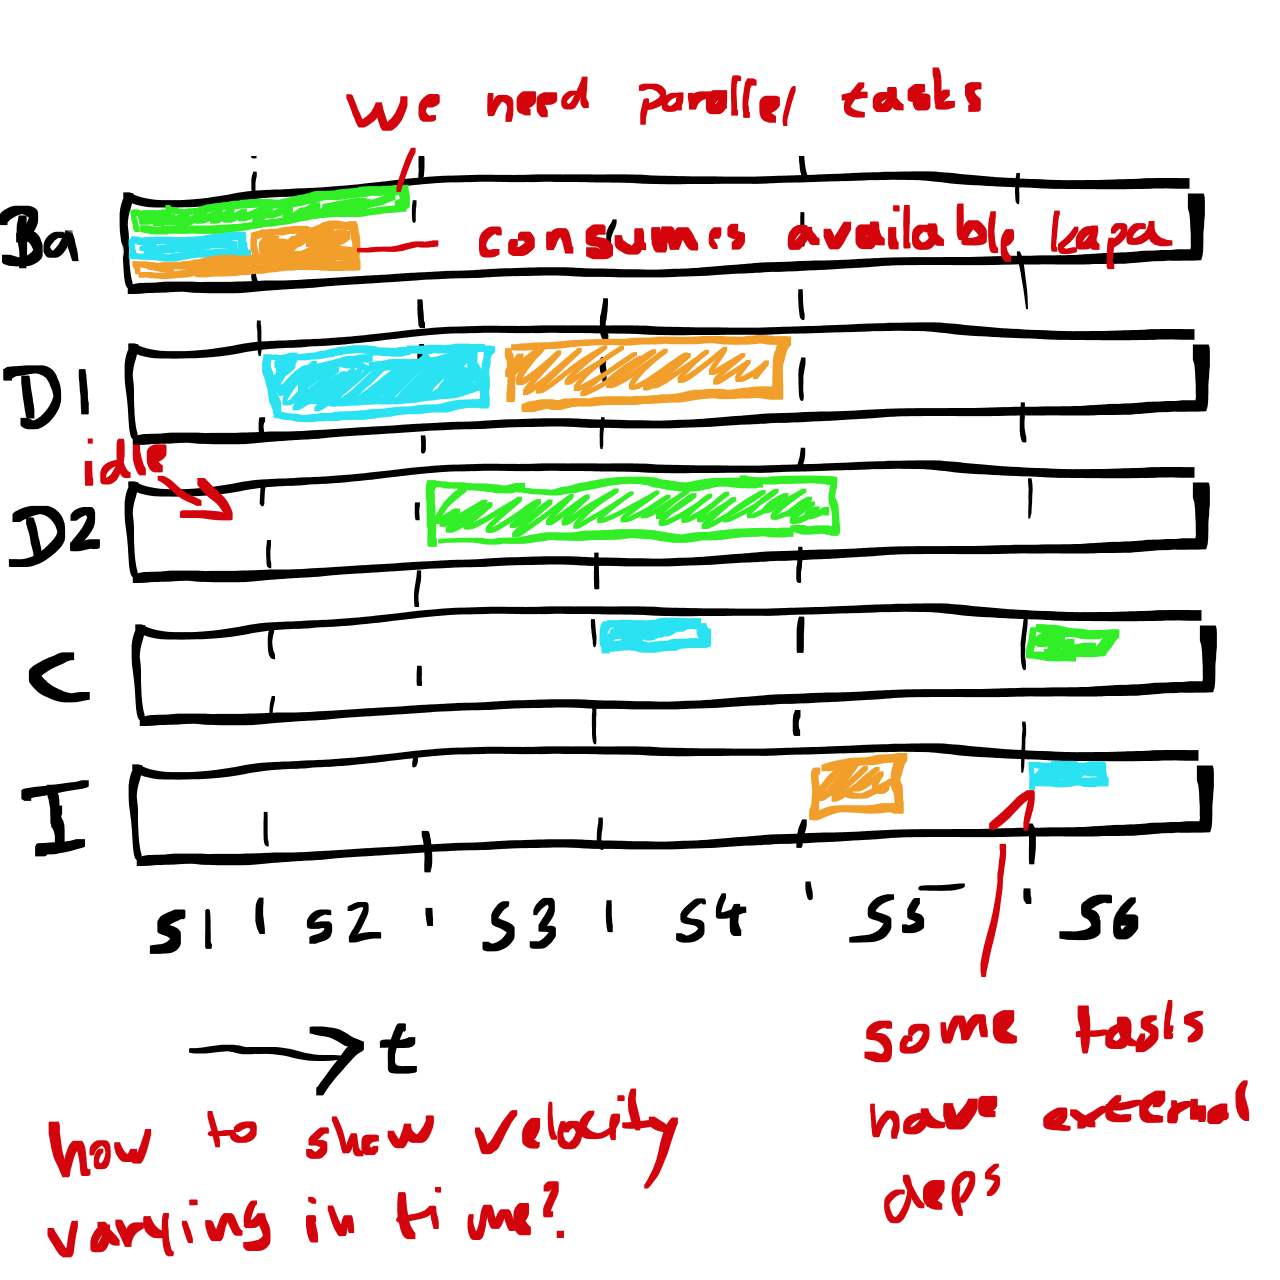 we need parallel tasks
Ba
consumes available kapa
D1
idle
D2
C
I
S1 S2 S3 S4 S5 S6
t
some tasks
have external
deps
how to show velocity
varying in time?